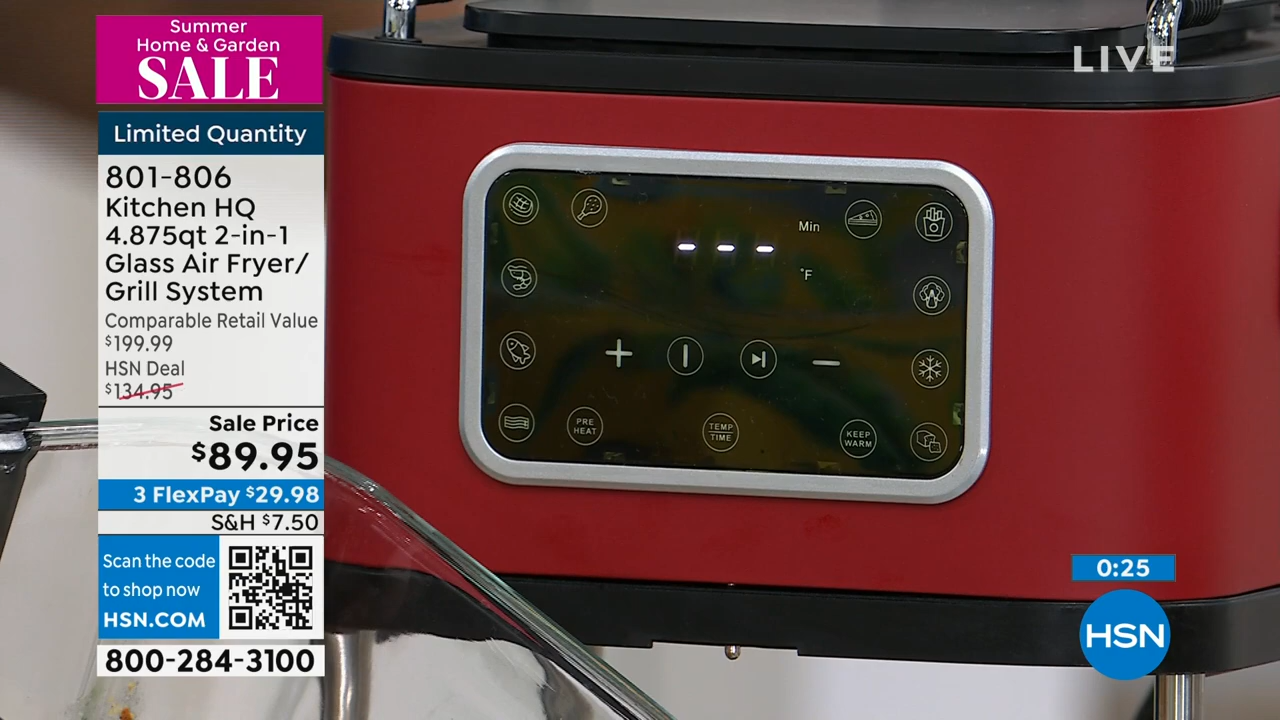 Summer
Home & Garden
SALE
Limited Quantity
801-806
Kitchen HQ
4.875qt 2-in-1
Glass Air Fryer/
Grill System
Comparable Retail Value
$199.99
HSN Deal
$134.95
Sale Price
$89.95
3 FlexPay $29.98
S&H $7.50
Scan the code
to shop now
HSN.COM
800-284-3100
LIVE
Min
- - -
°F
PRE
HEAT
TEMP
TIME
KEEP
WARM
0:25
HSN